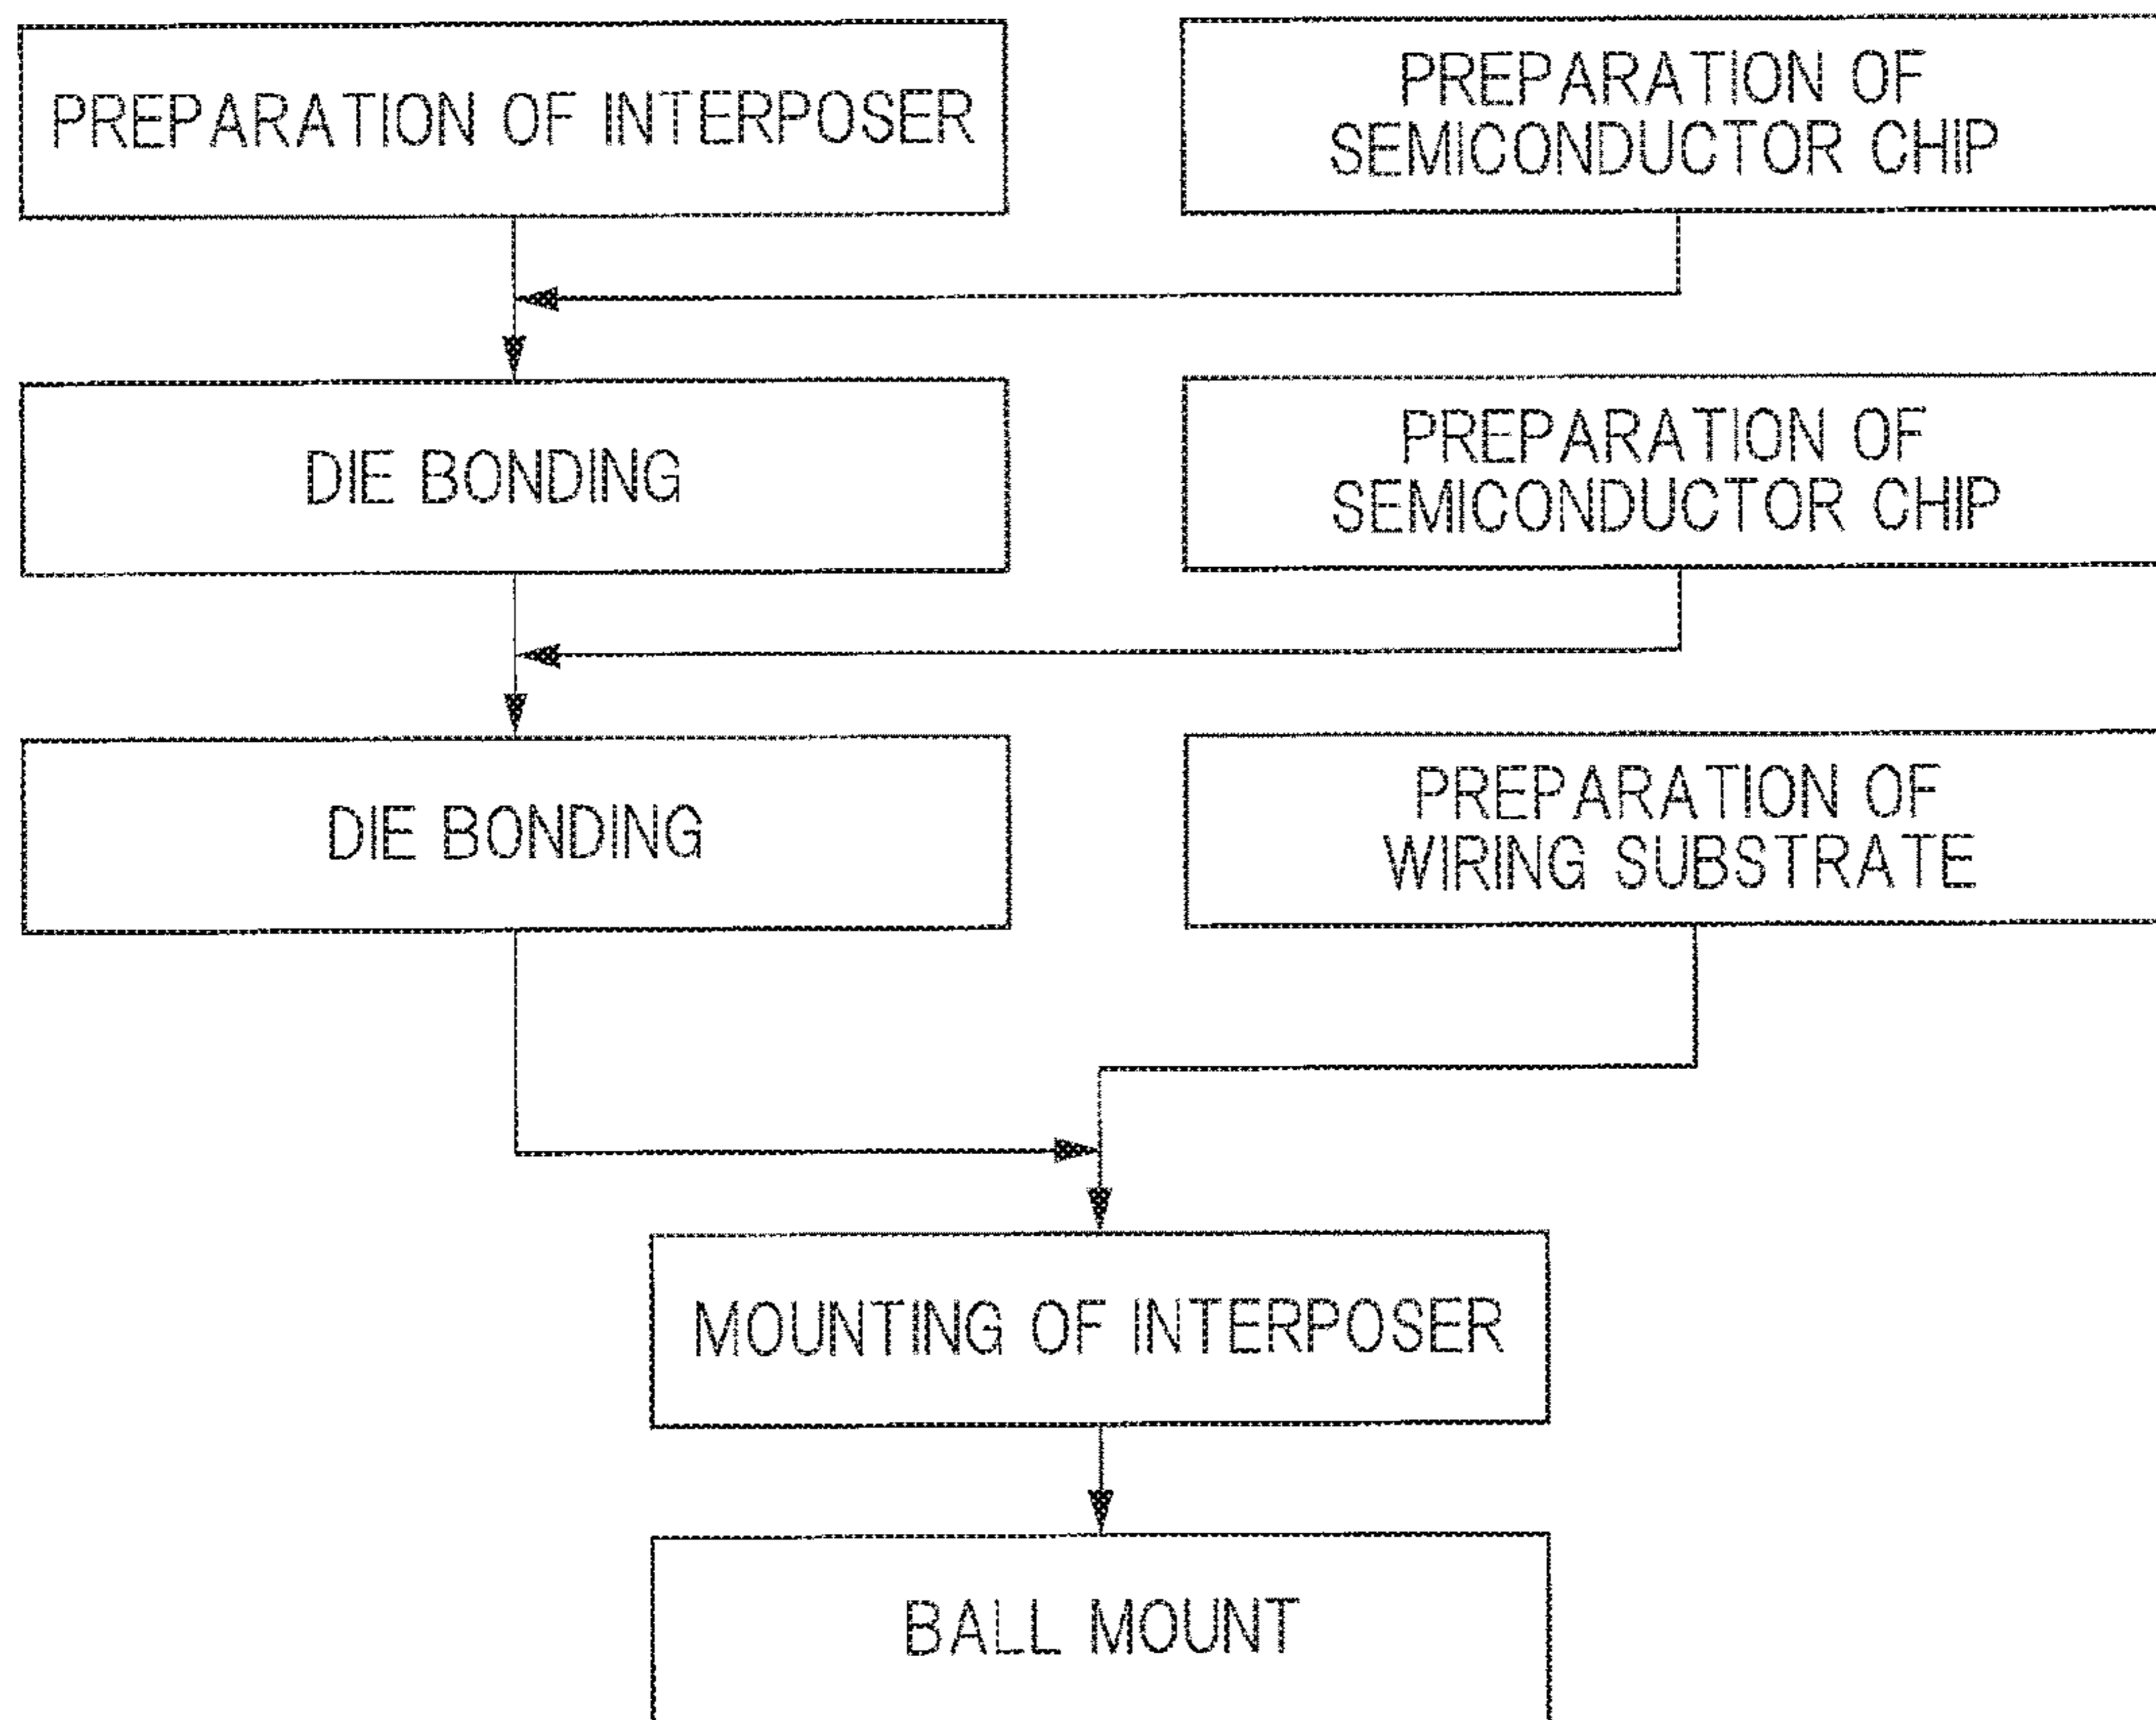 PREPARATION OF INTERPOSER
PREPARATION OF
SEMICONDUCTOR CHIP
DIE BONDING
PREPARATION OF
SEMICONDUCTOR CHIP
DIE BONDING
PREPARATION OF
WIRING SUBSTRATE
MOUNTING OF INTERPOSER
BALL MOUNT